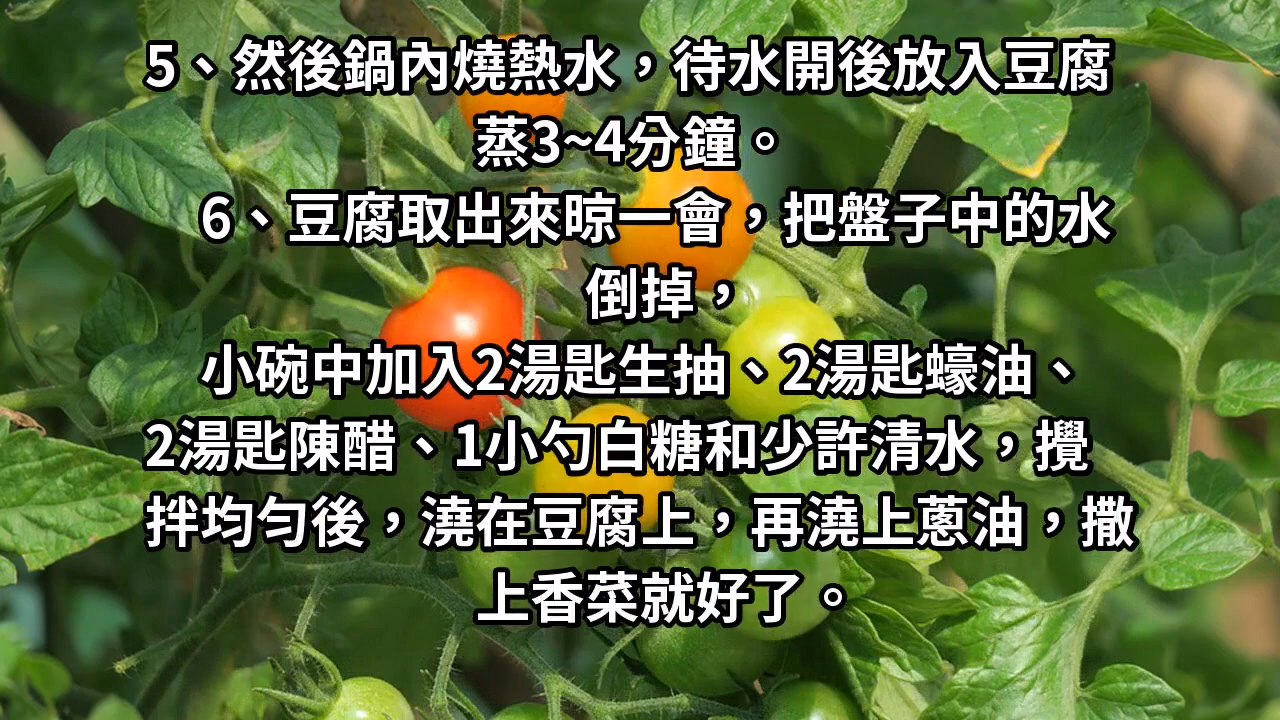 5、然後鍋內燒熱水，待水開後放入豆腐
蒸3~4分鐘。
6、豆腐取出來晾一會，把盤子中的水
倒掉，
小碗中加入2湯匙生抽、2湯匙蠔油、
2湯匙陳醋、1小勺白糖和少許清水，攪
拌均勻後，澆在豆腐上，再澆上蔥油，撒
上香菜就好了。